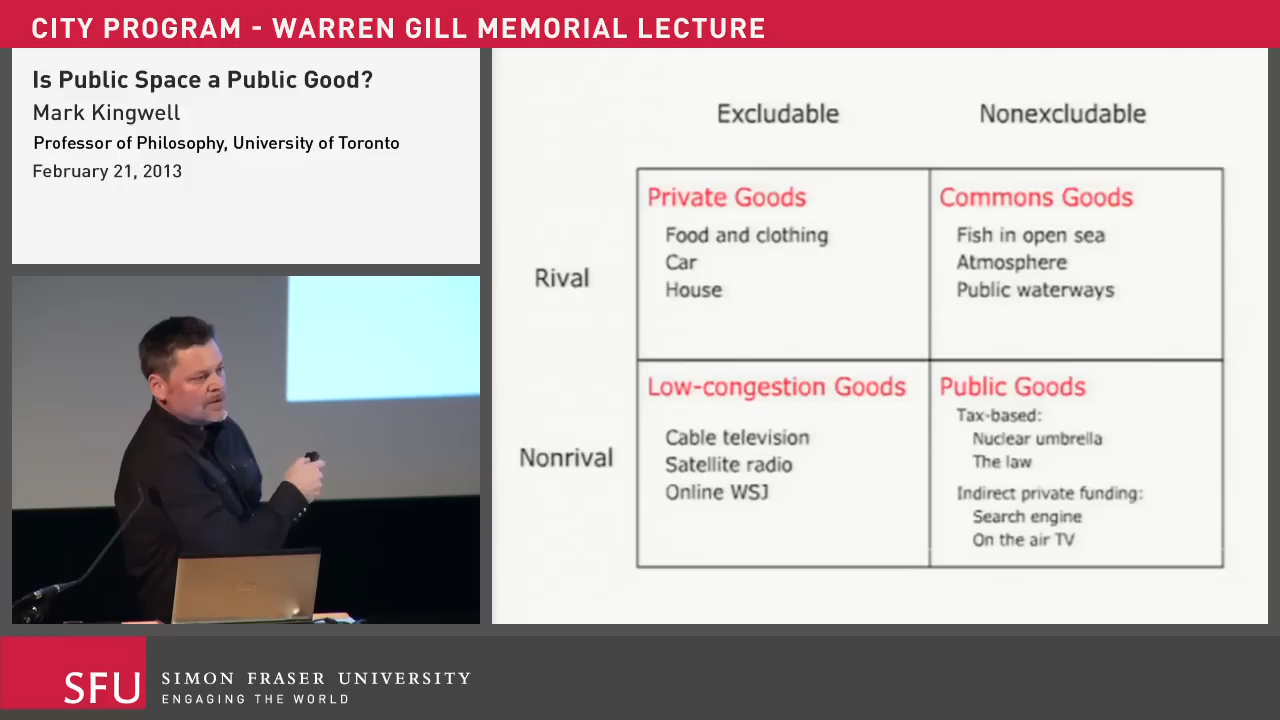 CITY PROGRAM - WARREN GILL MEMORIAL LECTURE
Is Public Space a Public Good?
Mark Kingwell
Professor of Philosophy, University of Toronto
February 21, 2013
Excludable
Nonexcludable
Rival
Private Goods
Food and clothing
Car
House
Commons Goods
Fish in open sea
Atmosphere
Public waterways
Nonrival
Low-congestion Goods
Cable television
Satellite radio
Online WSJ
Public Goods
Tax-based:
Nuclear umbrella
The law
Indirect private funding:
Search engine
On the air TV
SFU
SIMON FRASER UNIVERSITY
ENGAGING THE WORLD